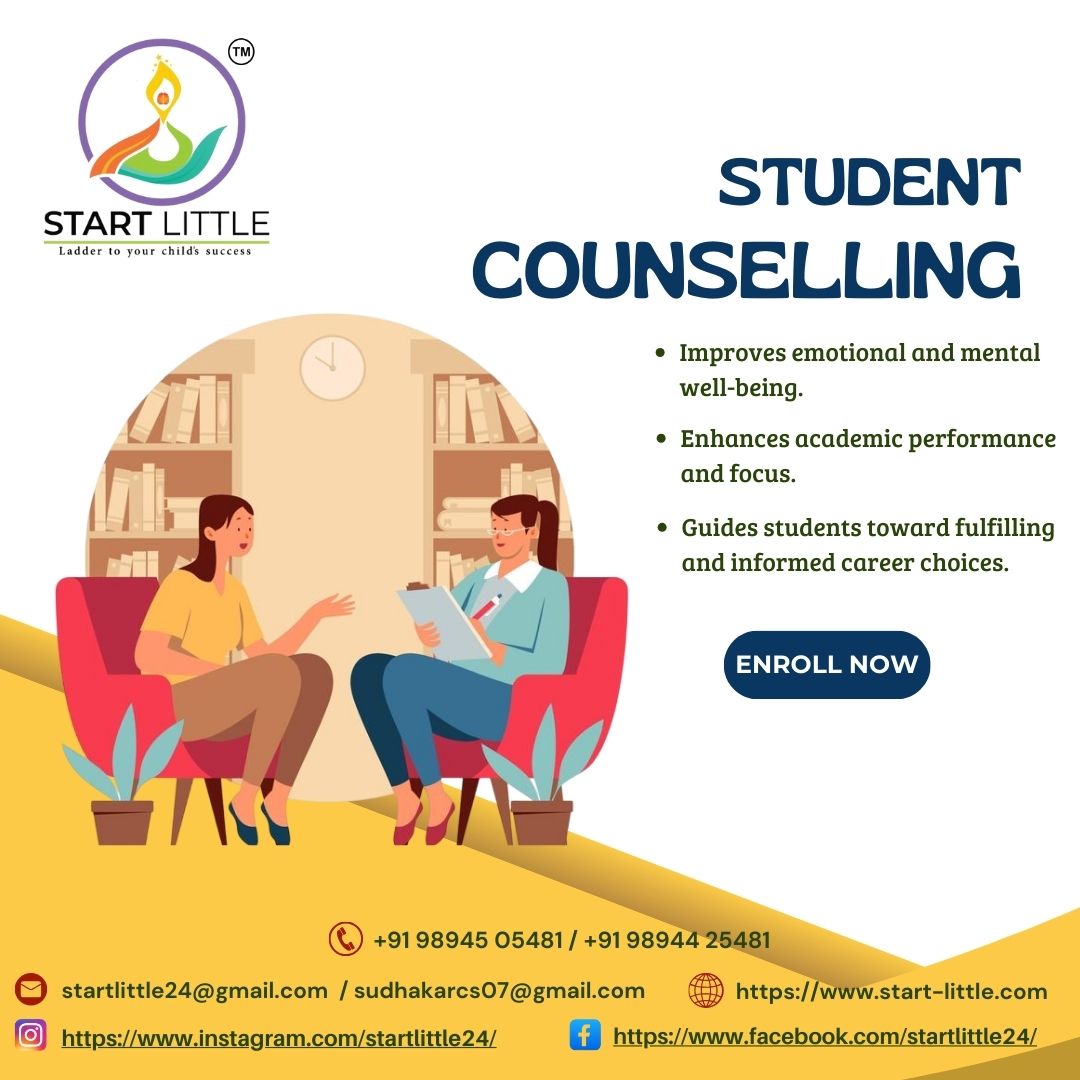 TM
START LITTLE
Ladder to your child's success
STUDENT
COUNSELLING
• Improves emotional and mental
well-being.
• Enhances academic performance
and focus.
• Guides students toward fulfilling
and informed career choices.
ENROLL NOW
+91 98945 05481 / +91 98944 25481
startlittle24@gmail.com / sudhakarcs07@gmail.com
https://www.start-little.com
https://www.instagram.com/startlittle24/
https://www.facebook.com/startlittle24/